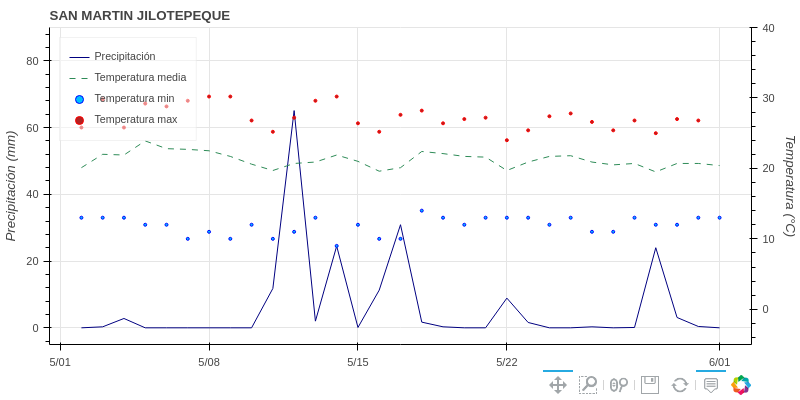 SAN MARTIN JILOTEPEQUE
Precipitación
Temperatura media
Temperatura min
Temperatura max
Precipitación (mm)
80
60
40
20
0
Temperatura (°C)
40
30
20
10
0
5/01
5/08
5/15
5/22
6/01